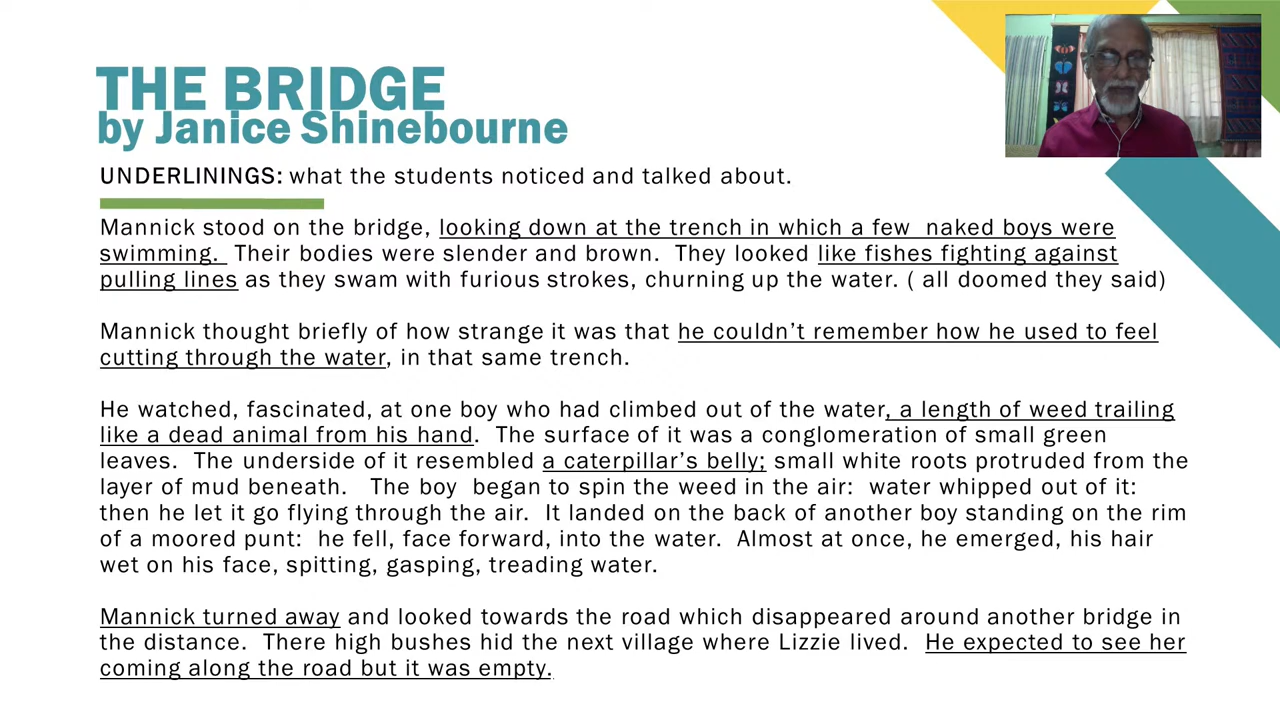 THE BRIDGE
by Janice Shinebourne
UNDERLININGS: what the students noticed and talked about.
Mannick stood on the bridge, looking down at the trench in which a few naked boys were
swimming. Their bodies were slender and brown. They looked like fishes fighting against
pulling lines as they swam with furious strokes, churning up the water. ( all doomed they said)
Mannick thought briefly of how strange it was that he couldn't remember how he used to feel
cutting through the water, in that same trench.
He watched, fascinated, at one boy who had climbed out of the water, a length of weed trailing
like a dead animal from his hand. The surface of it was a conglomeration of small green
leaves. The underside of it resembled a caterpillar's belly; small white roots protruded from the
layer of mud beneath. The boy began to spin the weed in the air: water whipped out of it:
then he let it go flying through the air. It landed on the back of another boy standing on the rim
of a moored punt: he fell, face forward, into the water. Almost at once, he emerged, his hair
wet on his face, spitting, gasping, treading water.
Mannick turned away and looked towards the road which disappeared around another bridge in
the distance. There high bushes hid the next village where Lizzie lived. He expected to see her
coming along the road but it was empty.